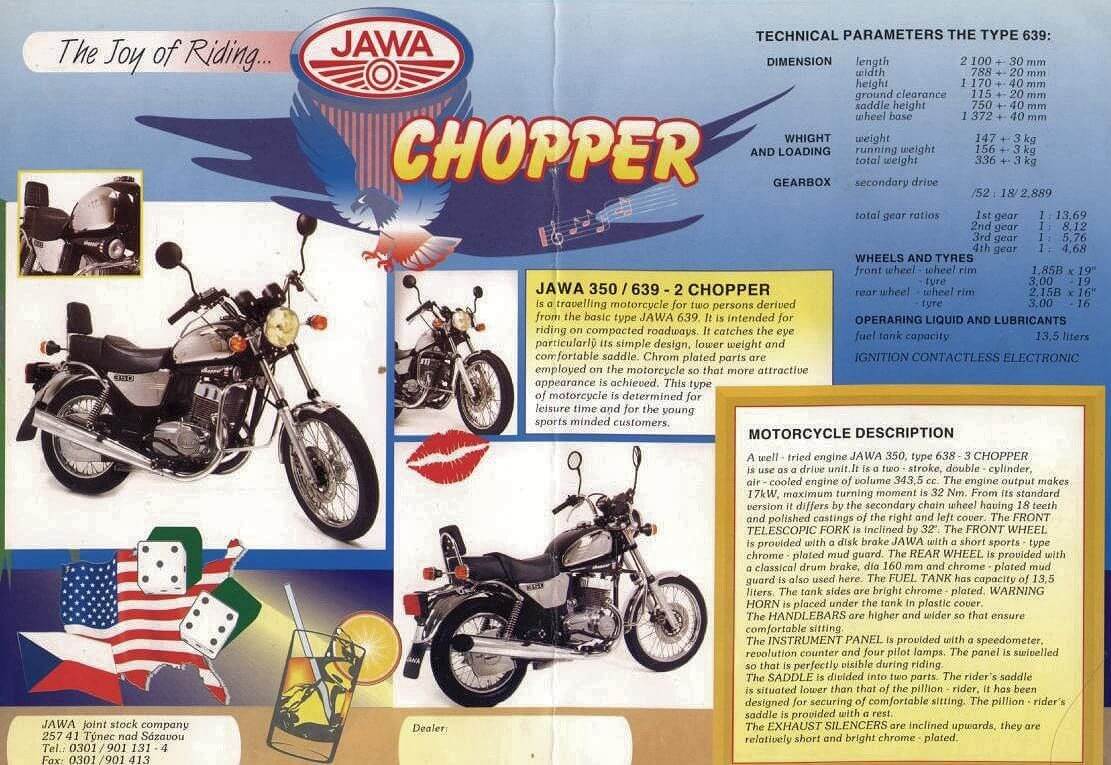 The Joy of Riding...
JAWA
CHOPPER
TECHNICAL PARAMETERS THE TYPE 639:
DIMENSION length 2 100 +- 30 mm
width 788 +- 20 mm
height 1 170 +- 40 mm
ground clearance 115 +- 20 mm
saddle height 750 +- 40 mm
wheel base 1 372 +- 40 mm
WHIGHT AND LOADING
weight 147 +- 3 kg
running weight 156 +- 3 kg
total weight 336 +- 3 kg
GEARBOX secondary drive
/52 : 18/ 2,889
total gear ratios 1st gear 1 : 13,69
2nd gear 1 : 8,12
3rd gear 1 : 5,76
4th gear 1 : 4,68
WHEELS AND TYRES
front wheel - wheel rim 1,85B x 19"
- tyre 3,00 - 19
rear wheel - wheel rim 2,15B x 16"
- tyre 3.00 - 16
OPERARING LIQUID AND LUBRICANTS
fuel tank capacity 13,5 liters
IGNITION CONTACTLESS ELECTRONIC
JAWA 350 / 639 - 2 CHOPPER
is a travelling motorcycle for two persons derived
from the basic type JAWA 639. It is intended for
riding on compacted roadways. It catches the eye
particularly its simple design, lower weight and
comfortable saddle. Chrom plated paris are
employed on the motorcycle so that more attractive
appearance is achieved. This type
of motorcycle is determined for
leisure time and for the young
sports minded customers.
MOTORCYCLE DESCRIPTION
A well - tried engine JAWA 350, type 638 - 3 CHOPPER
is use as a drive unit.It is a two - stroke, double - cylinder,
air - cooled engine of volume 343,5 cc. The engine output makes
17kW, maximum turning moment is 32 Nm. From its standard
version it differs by the secondary chain wheel having 18 teeth
and polished castings of the right and left cover. The FRONT
TELESCOPIC FORK is inclined by 32°. The FRONT WHEEL
is provided with a disk brake JAWA with a short sports - type
chrome - plated mud guard. The REAR WHEEL is provided with
a classical drum brake, dia 160 mm and chrome - plated mud
guard is also used here. The FUEL TANK has capacity of 13,5
liters. The tank sides are bright chrome - plated. WARNING
HORN is placed under the tank in plastic cover.
The HANDLEBARS are higher and wider so that ensure
comfortable sitting.
The INSTRUMENT PANEL is provided with a speedometer,
revolution counter and four pilot lamps. The panel is swivelled
so that is perfectly visible during riding.
The SADDLE is divided into two parts. The rider's saddle
is situated lower than that of the pillion - rider, it has been
designed for securing of comfortable sitting. The pillion - rider's
saddle is provided with a rest.
The EXHAUST SILENCERS are inclined upwards, they are
relatively short and bright chrome - plated.
350
JAWA joint stock company
257 41 Týnec nad Sázavou
Tel.: 0301 / 901 131 - 4
Fax: 0301 / 901 413
Dealer: